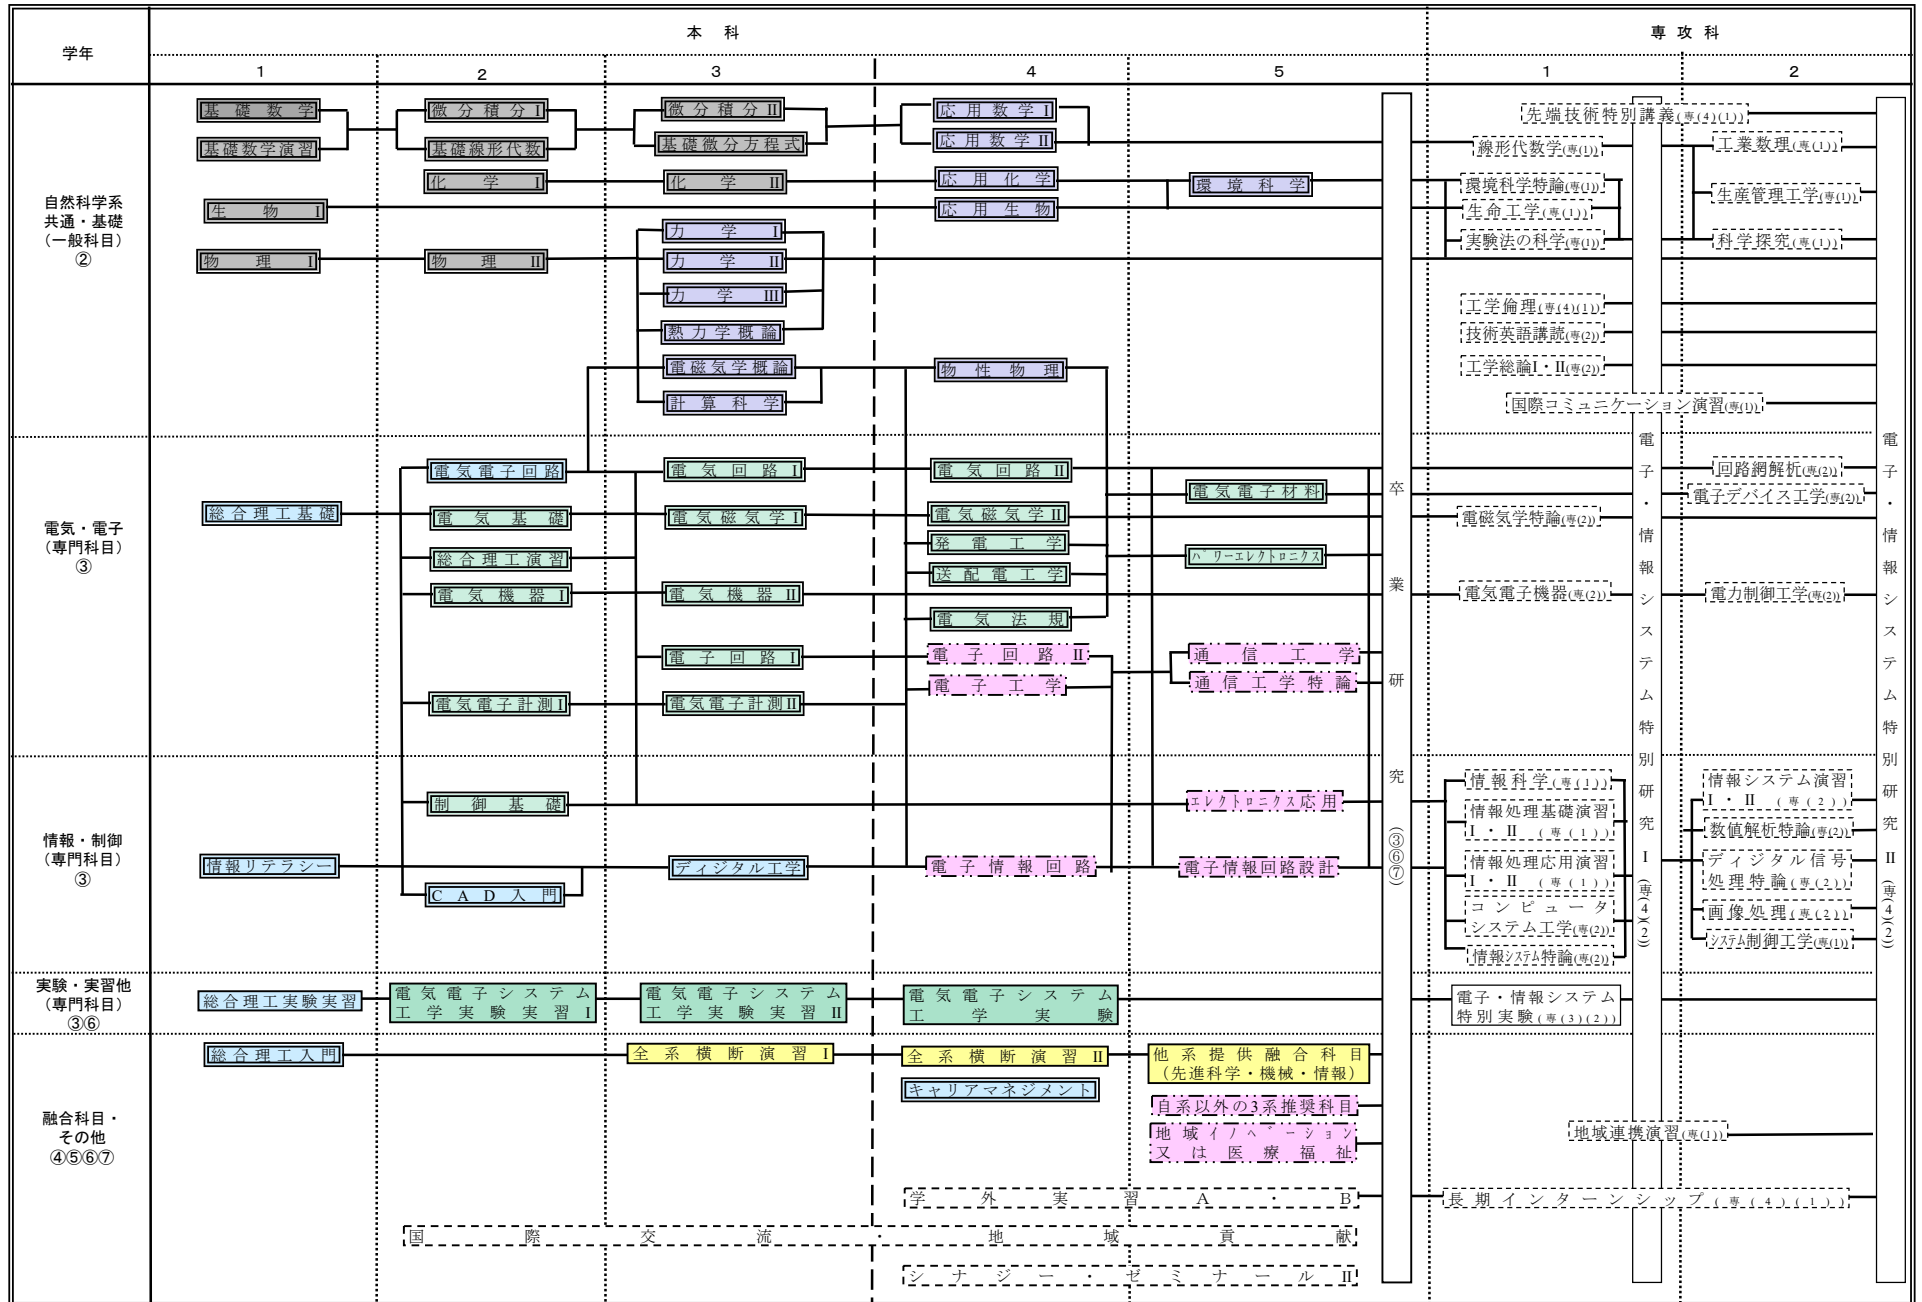 学年
本 科
専 攻 科
1
2
3
4
5
1
2
自然科学系
共通・基礎
(一般科目)
②
基礎数学
微分積分I
微分積分II
応用数学I
先端技術特別講義(専(4)(1))
基礎数学演習
基礎線形代数
基礎微分方程式
応用数学II
線形代数学(専(1))
工業数理(専(1))
化学I
化学II
応用化学
環境科学
環境科学特論(専(1))
生産管理工学(専(1))
生物I
応用生物
生命工学(専(1))
力学I
実験法の科学(専(1))
科学探究(専(1))
物理I
物理II
力学II
力学III
工学倫理(専(4)(1))
熱力学概論
技術英語講読(専(2))
電磁気学概論
物性物理
工学総論I・II(専(2))
計算科学
国際コミュニケーション演習(専(1))
電気・電子
(専門科目)
③
電気電子回路
電気回路I
電気回路II
回路網解析(専(2))
電気電子材料
電子デバイス工学(専(2))
総合理工基礎
電気基礎
電気磁気学I
電気磁気学II
電磁気学特論(専(2))
総合理工演習
発電工学
パワーエレクトロニクス
送配電工学
電気機器I
電気機器II
電気電子機器(専(2))
電力制御工学(専(2))
電気法規
電子回路I
電子回路II
通信工学
電子工学
通信工学特論
電気電子計測I
電気電子計測II
卒業研究(③⑥⑦)
電子・情報システム特別研究I(専(4)(2))
電子・情報システム特別研究II(専(4)(2))
情報・制御
(専門科目)
③
制御基礎
エレクトロニクス応用
情報科学(専(1))
情報システム演習
I・II(専(2))
情報処理基礎演習
I・II(専(1))
数値解析特論(専(2))
情報リテラシー
ディジタル工学
電子情報回路
電子情報回路設計
情報処理応用演習
I・II(専(1))
ディジタル信号
処理特論(専(2))
CAD入門
コンピュータ
システム工学(専(2))
画像処理(専(2))
システム制御工学(専(1))
情報システム特論(専(2))
実験・実習他
(専門科目)
③⑥
総合理工実験実習
電気電子システム
工学実験実習I
電気電子システム
工学実験実習II
電気電子システム
工学実験
電子・情報システム
特別実験(専(3)(2))
融合科目・
その他
④⑤⑥⑦
総合理工入門
全系横断演習I
全系横断演習II
他系提供融合科目
(先進科学・機械・情報)
キャリアマネジメント
自系以外の3系推奨科目
地域イノベーション
又は医療福祉
地域連携演習(専(1))
学外実習A・B
長期インターンシップ(専(4)(1))
国際交流・地域貢献
シナジー・ゼミナールII